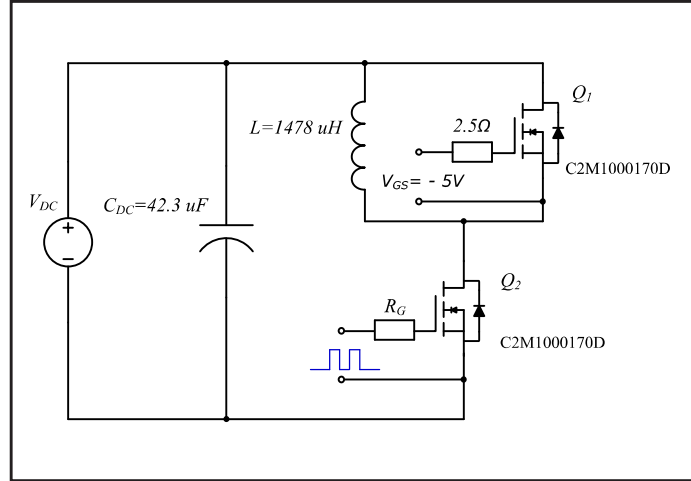 Q1
L=1478 uH
2.5Ω
C2M1000170D
VGS= - 5V
VDC
CDC=42.3 uF
+
−
Q2
RG
C2M1000170D